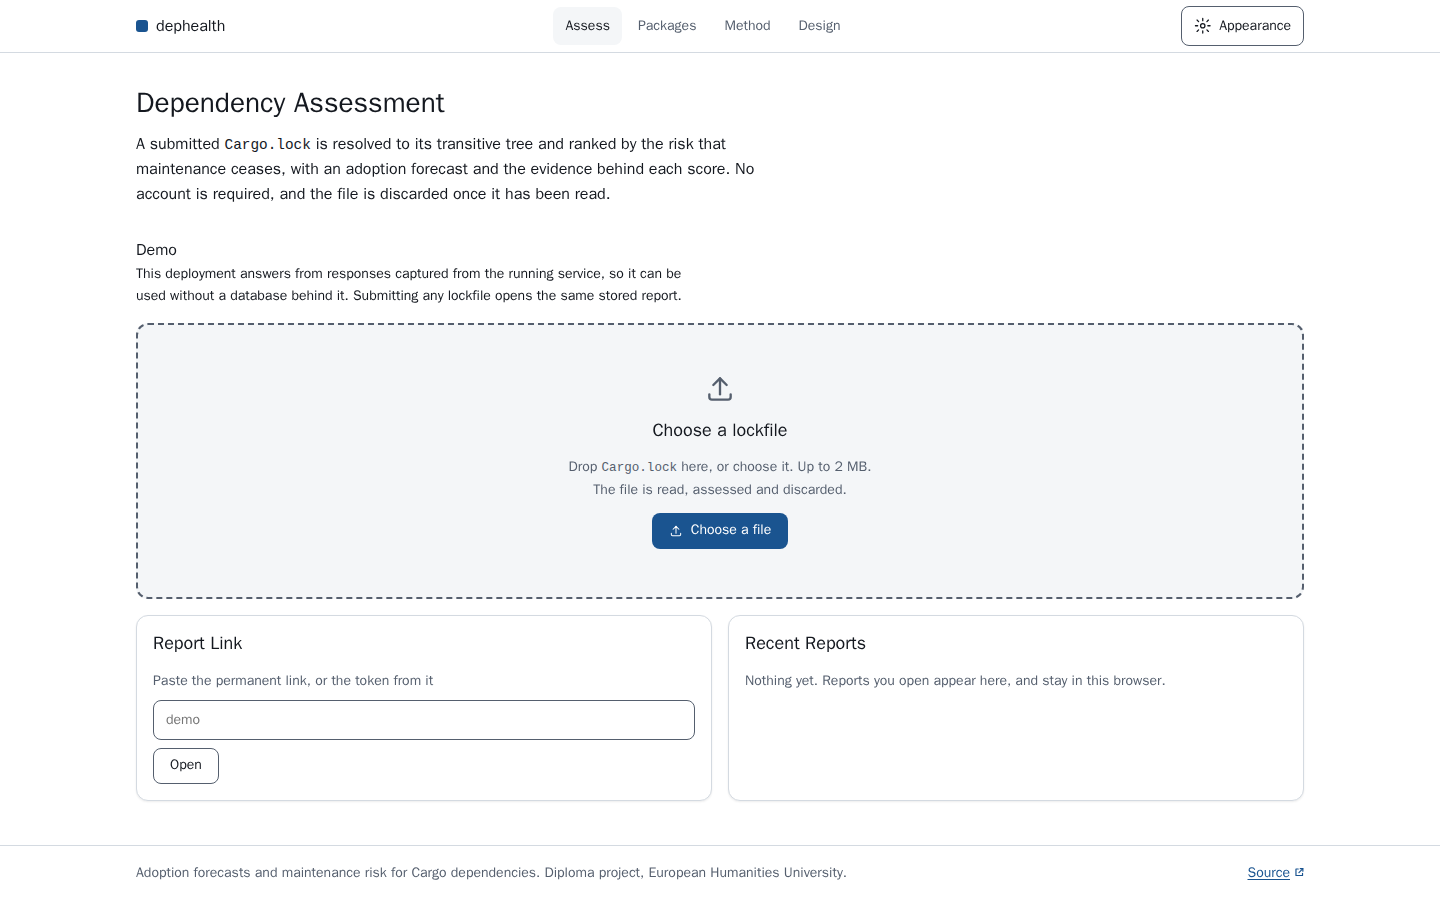 dephealth
Assess
Packages
Method
Design
Appearance
Dependency Assessment
A submitted Cargo.lock is resolved to its transitive tree and ranked by the risk that
maintenance ceases, with an adoption forecast and the evidence behind each score. No
account is required, and the file is discarded once it has been read.
Demo
This deployment answers from responses captured from the running service, so it can be
used without a database behind it. Submitting any lockfile opens the same stored report.
Choose a lockfile
Drop Cargo.lock here, or choose it. Up to 2 MB.
The file is read, assessed and discarded.
Choose a file
Report Link
Paste the permanent link, or the token from it
demo
Open
Recent Reports
Nothing yet. Reports you open appear here, and stay in this browser.
Adoption forecasts and maintenance risk for Cargo dependencies. Diploma project, European Humanities University.
Source